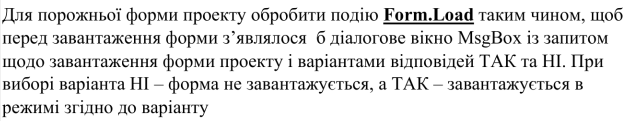 Для порожньої форми проекту обробити подію Form.Load таким чином, щоб
перед завантаження форми з’являлося б діалогове вікно MsgBox із запитом
щодо завантаження форми проекту і варіантами відповідей ТАК та НІ. При
виборі варіанта НІ – форма не завантажується, а ТАК – завантажується в
режимі згідно до варіанту